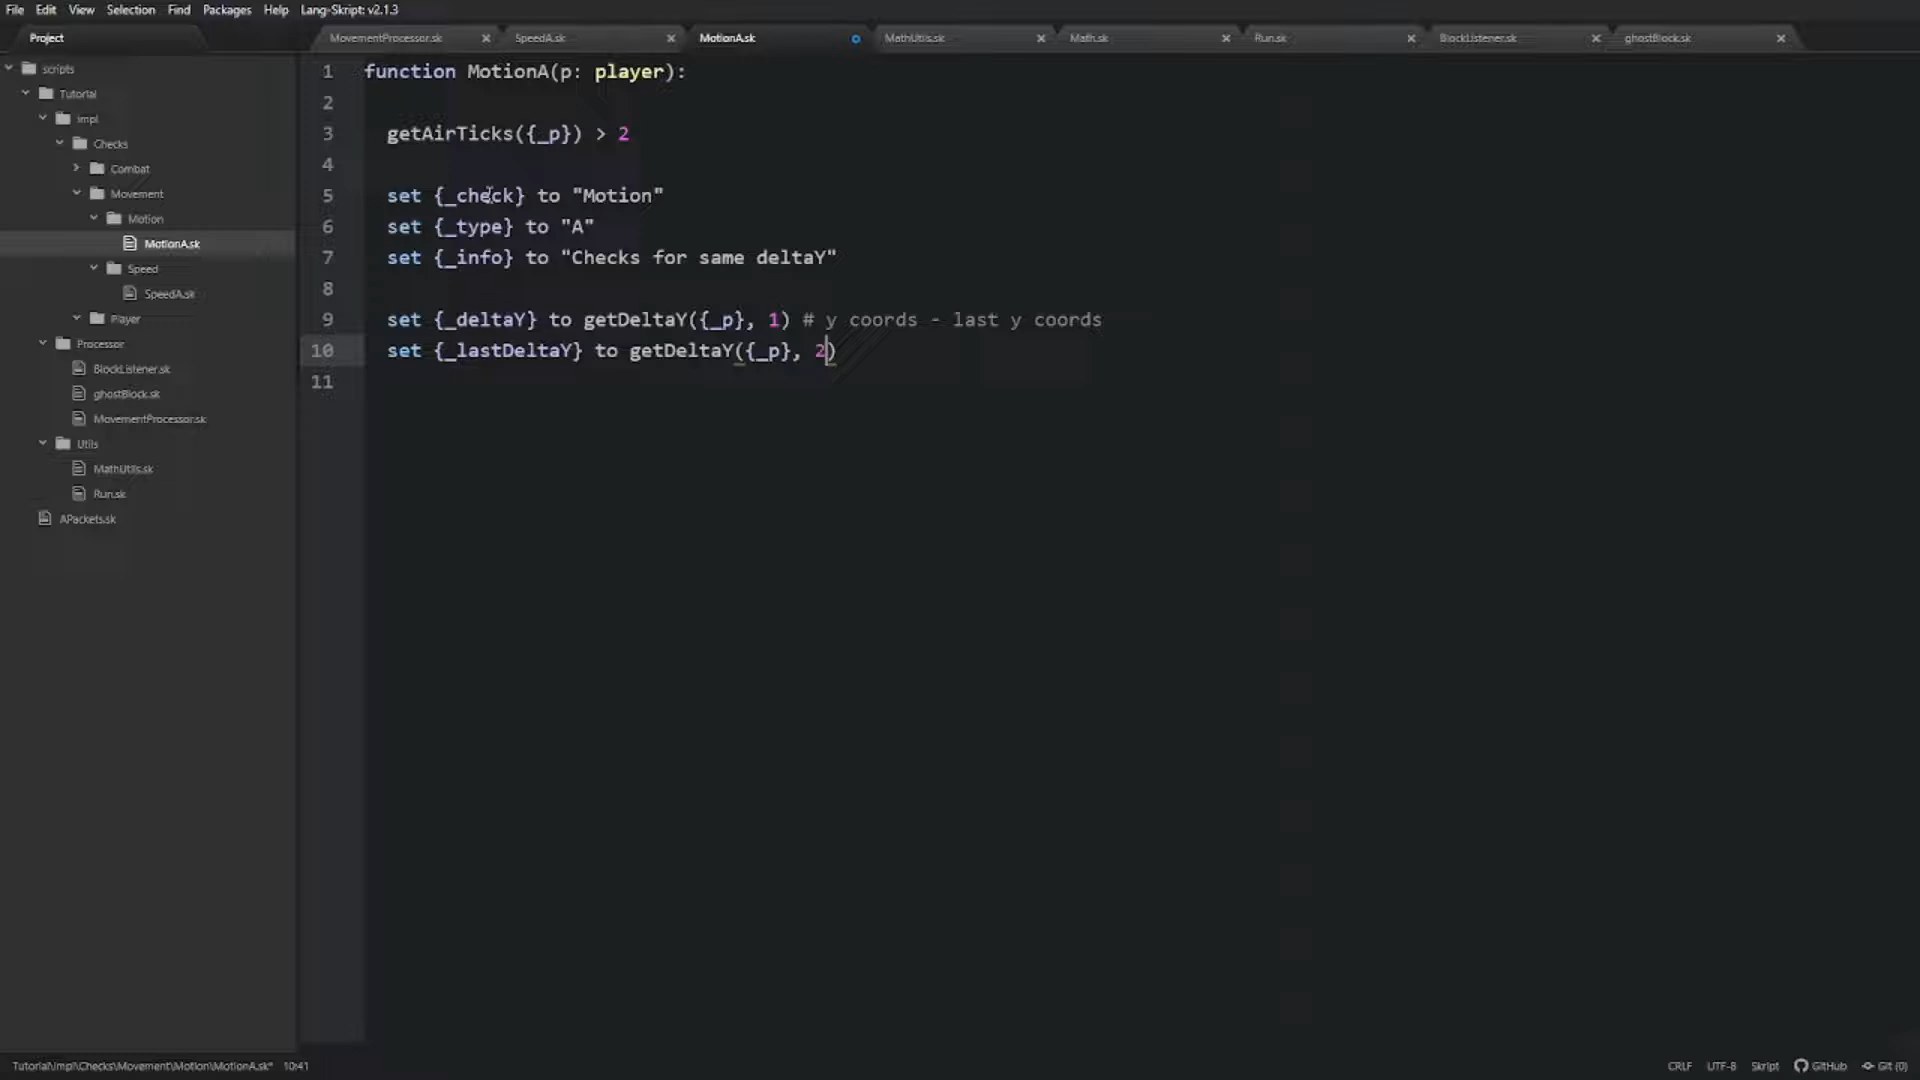 File Edit View Selection Find Packages Help Lang-Skript: v2.1.3
Project
MovementProcessor.sk SpeedA.sk MotionA.sk MathUtils.sk Math.sk Run.sk BlockListener.sk ghostBlock.sk
scripts
Tutorial
impl
Checks
Combat
Movement
Motion
MotionA.sk
Speed
SpeedA.sk
Player
Processor
BlockListener.sk
ghostBlock.sk
MovementProcessor.sk
Utils
MathUtils.sk
Run.sk
APackets.sk
1 function MotionA(p: player):
2
3 getAirTicks({_p}) > 2
4
5 set {_check} to "Motion"
6 set {_type} to "A"
7 set {_info} to "Checks for same deltaY"
8
9 set {_deltaY} to getDeltaY({_p}, 1) # y coords - last y coords
10 set {_lastDeltaY} to getDeltaY({_p}, 2)
11
Tutorial\impl\Checks\Movement\Motion\MotionA.sk* 10:41 CRLF UTF-8 Skript GitHub Git (0)